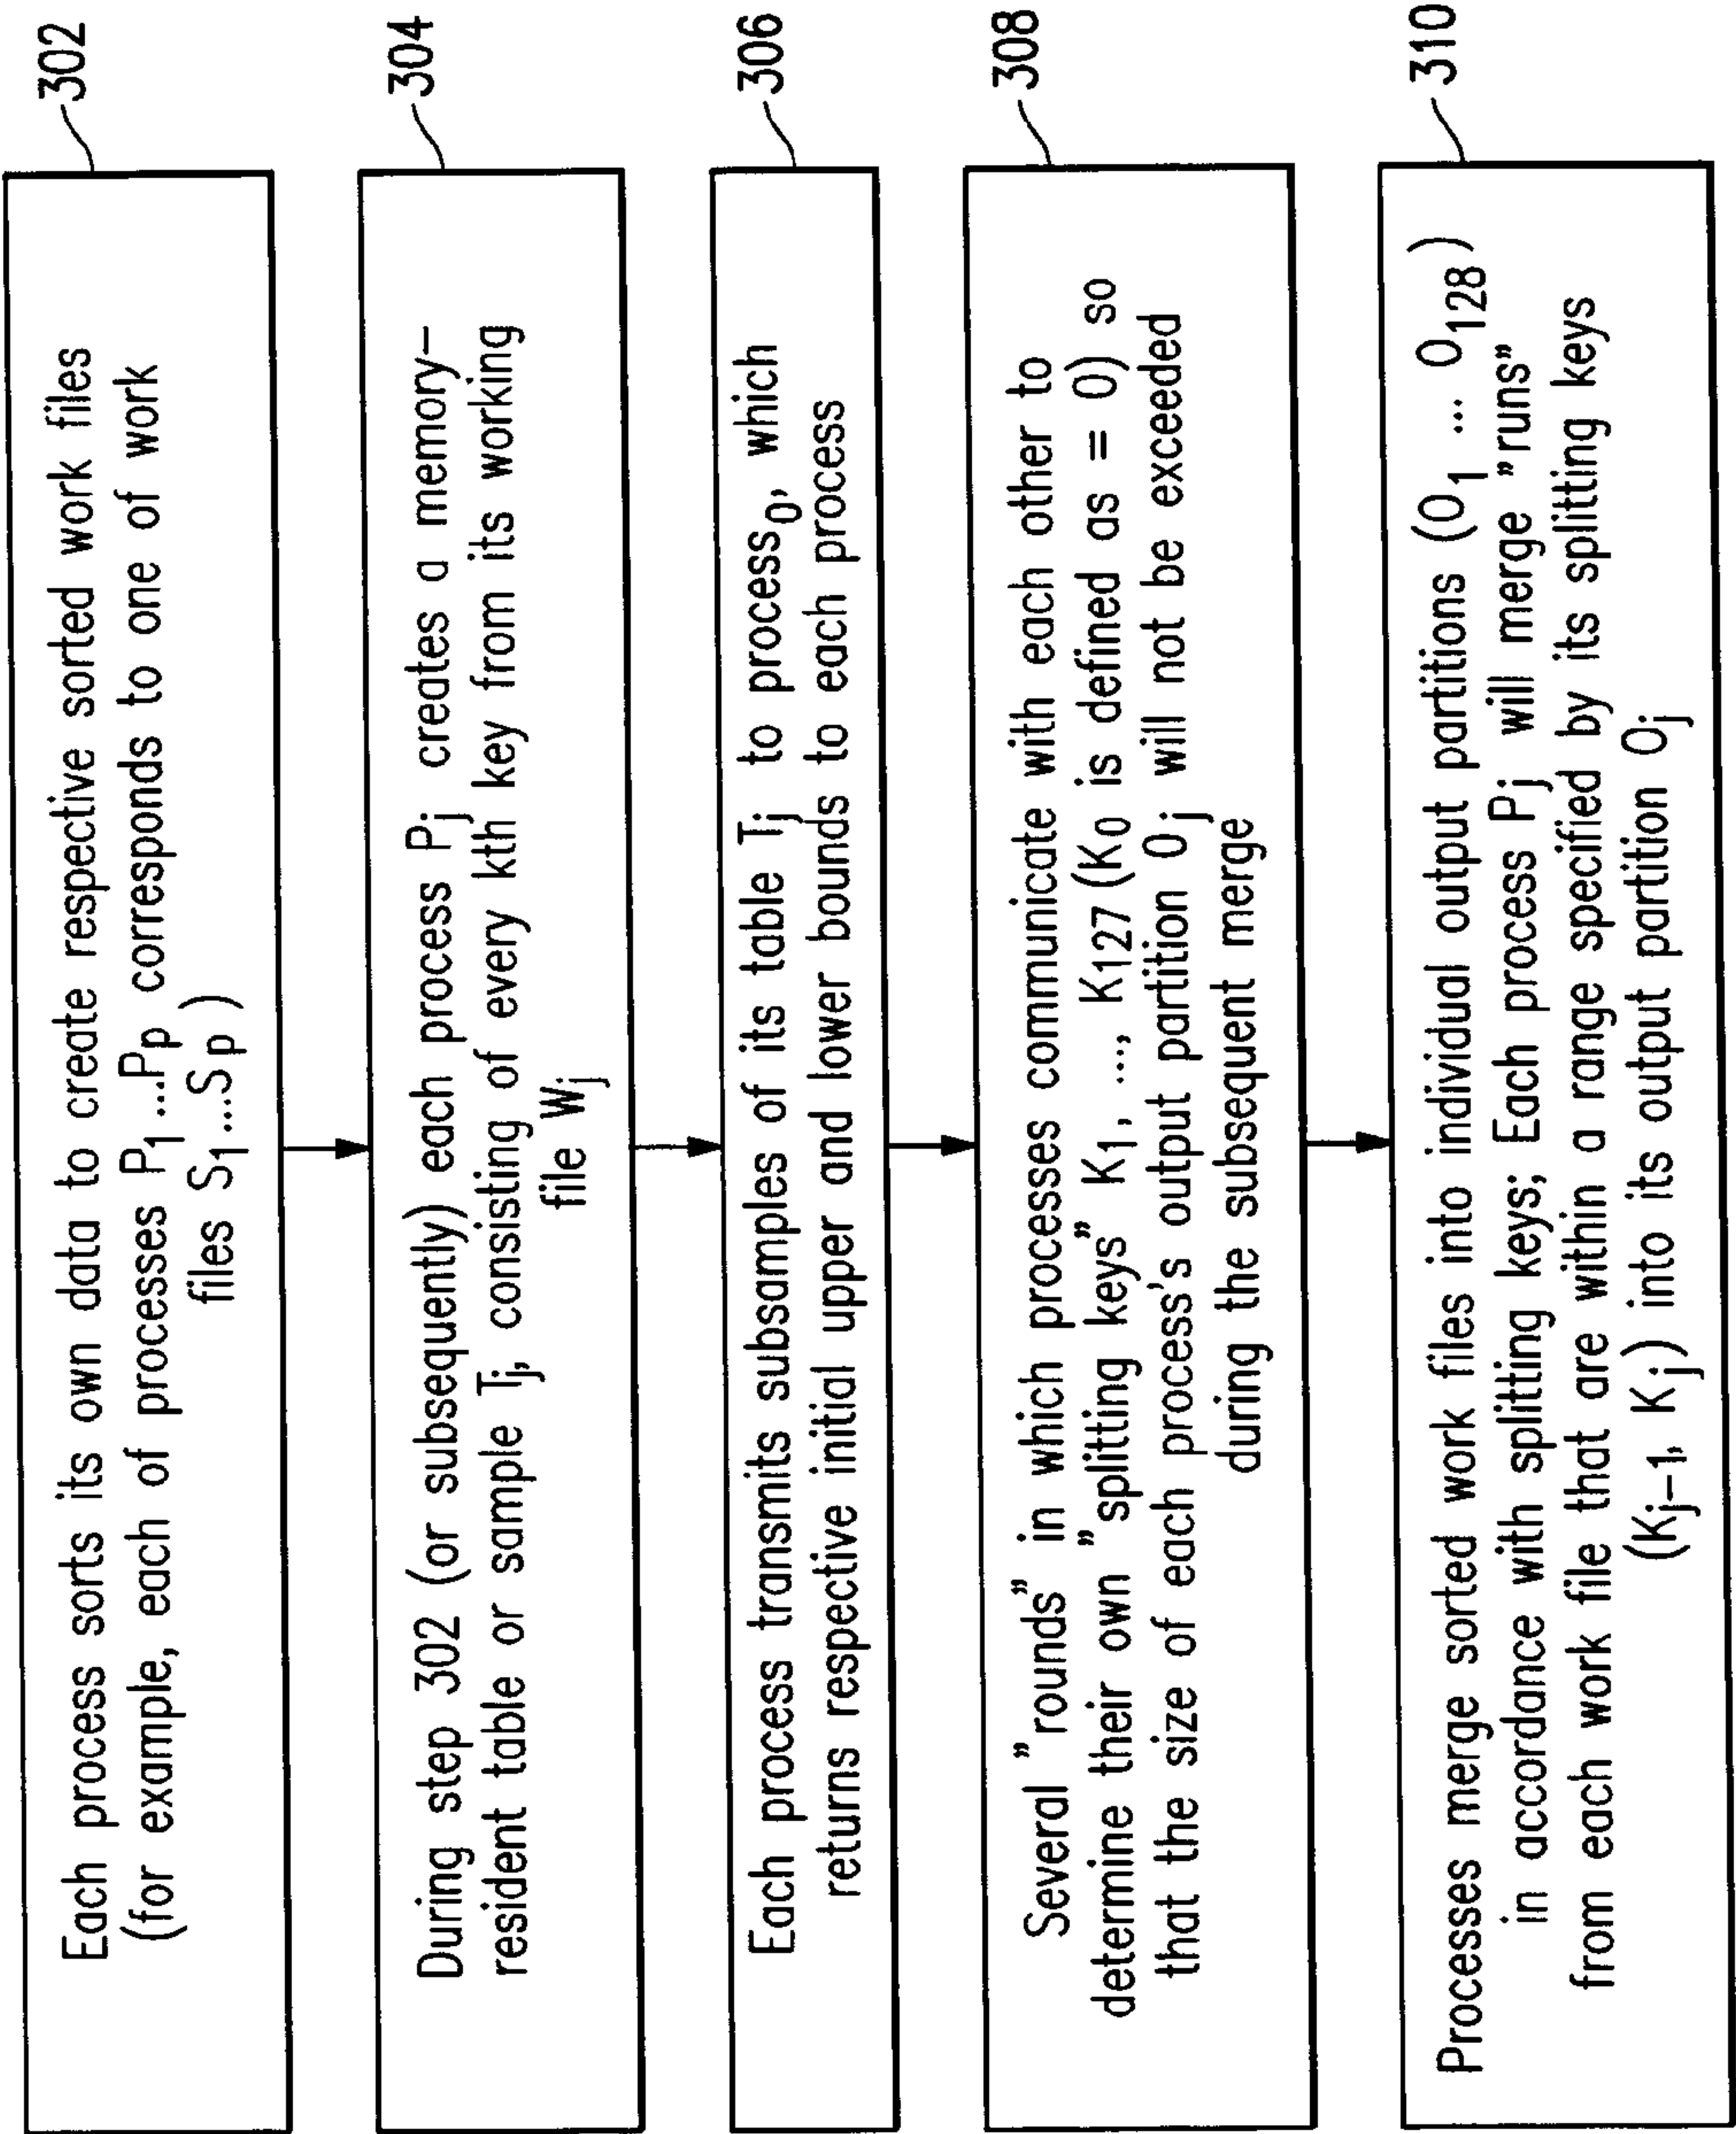 302
Each process sorts its own data to create respective sorted work files
(for example, each of processes P1...Pp corresponds to one of work
files S1...Sp)
304
During step 302 (or subsequently) each process Pj creates a memory–
resident table or sample Tj, consisting of every kth key from its working
file Wj
306
Each process transmits subsamples of its table Tj to process0, which
returns respective initial upper and lower bounds to each process
308
Several "rounds" in which processes communicate with each other to
determine their own "splitting keys" K1, ..., K127 (K0 is defined as = 0) so
that the size of each process's output partition Oj will not be exceeded
during the subsequent merge
310
Processes merge sorted work files into individual output partitions (O1 ... O128)
in accordance with splitting keys; Each process Pj will merge "runs"
from each work file that are within a range specified by its splitting keys
(Kj–1, Kj) into its output partition Oj